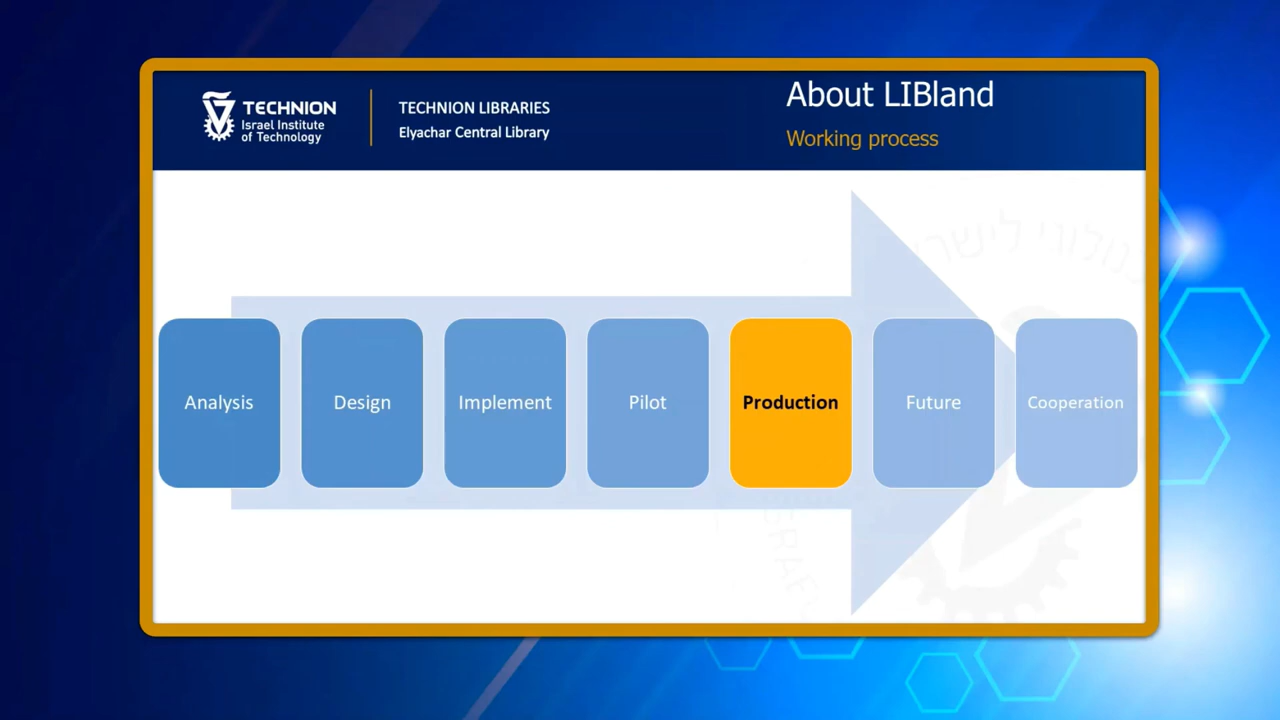 TECHNION
Israel Institute
of Technology
TECHNION LIBRARIES
Elyachar Central Library
About LIBland
Working process
Analysis
Design
Implement
Pilot
Production
Future
Cooperation